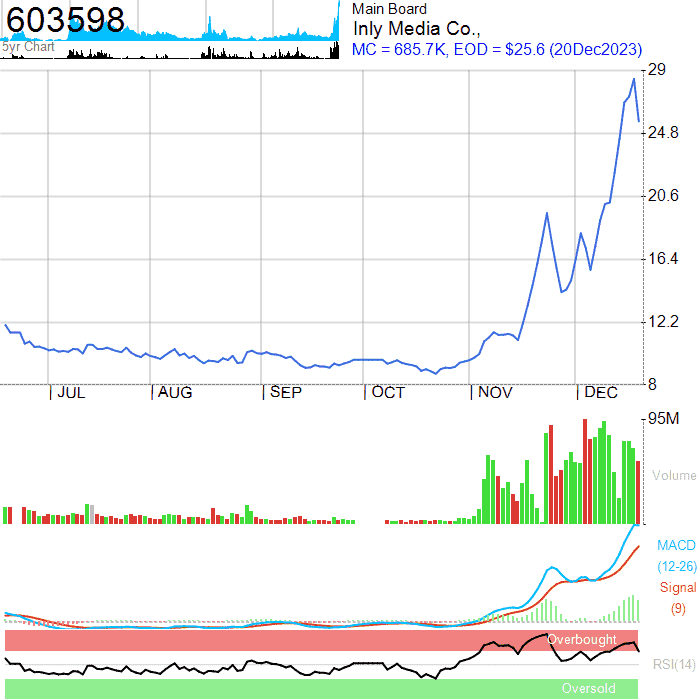 603598
5yr Chart
Main Board
Inly Media Co.,
MC = 685.7K, EOD = $25.6 (20Dec2023)
29
24.8
20.6
16.4
12.2
8
JUL AUG SEP OCT NOV DEC
95M
Volume
MACD
(12-26)
Signal
(9)
Overbought
RSI(14)
Oversold